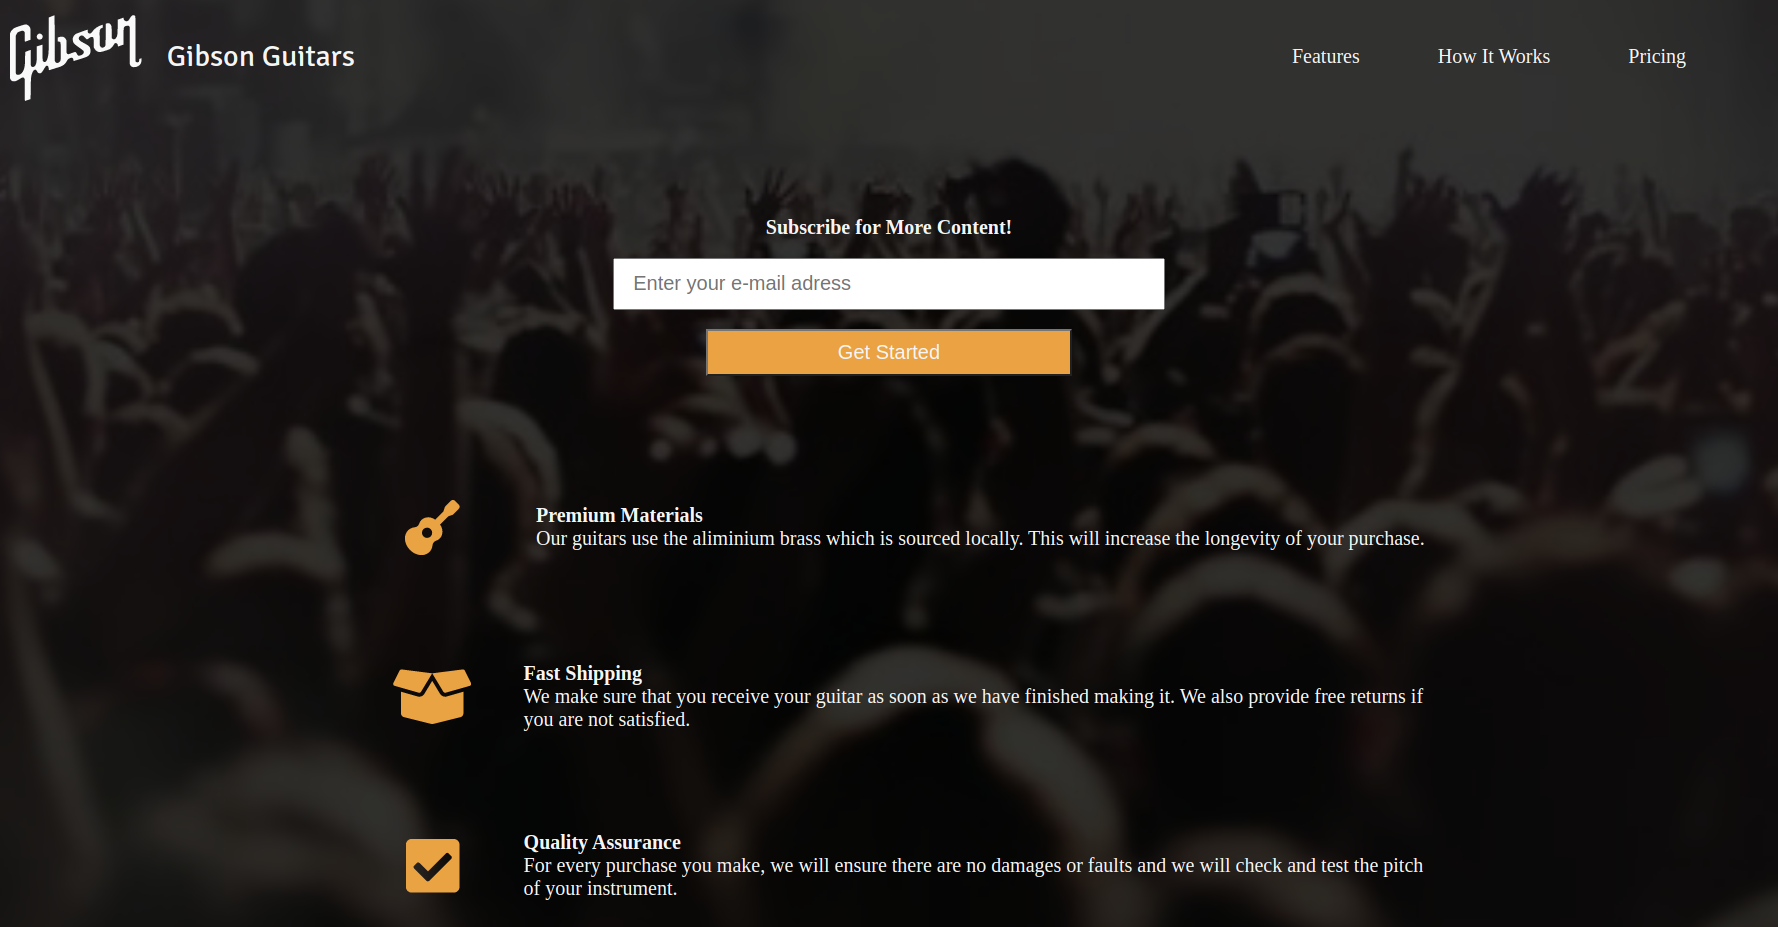 Gibson
Gibson Guitars
Features
How It Works
Pricing
Subscribe for More Content!
Enter your e-mail adress
Get Started
Premium Materials
Our guitars use the aliminium brass which is sourced locally. This will increase the longevity of your purchase.
Fast Shipping
We make sure that you receive your guitar as soon as we have finished making it. We also provide free returns if
you are not satisfied.
Quality Assurance
For every purchase you make, we will ensure there are no damages or faults and we will check and test the pitch
of your instrument.